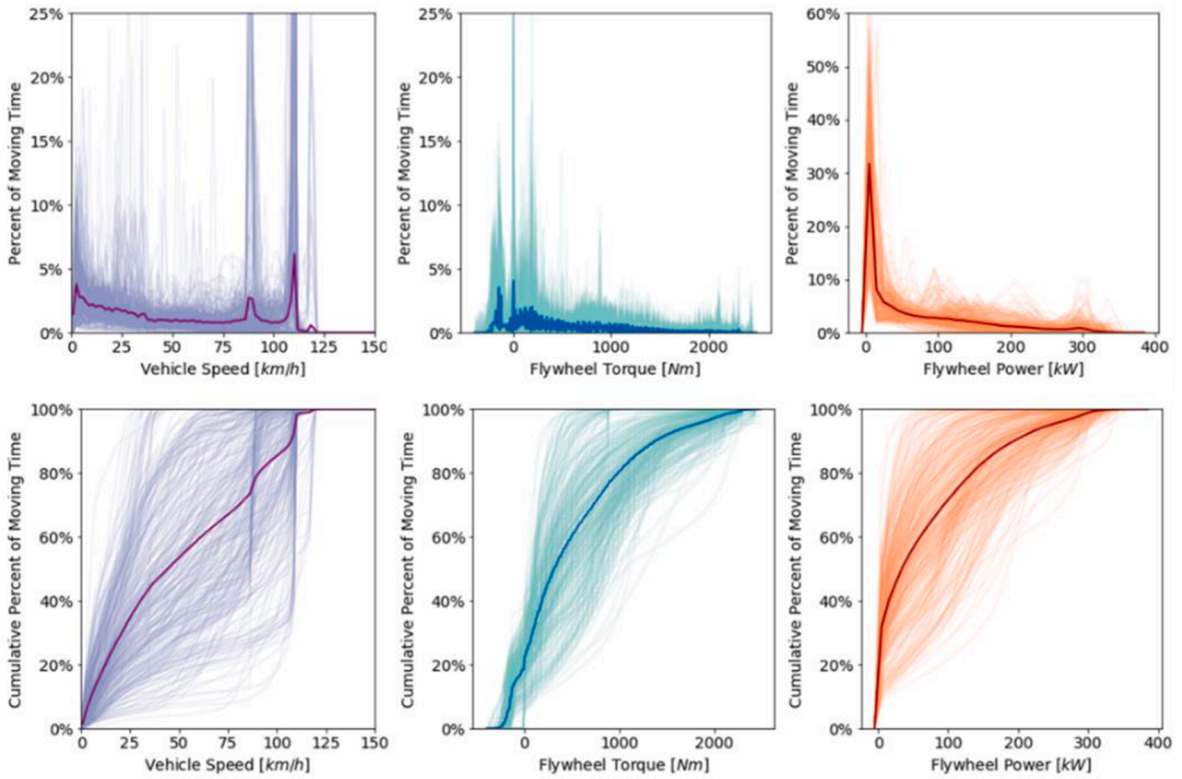 25%
20%
15%
10%
5%
0%
Percent of Moving Time
0 25 50 75 100 125 150
Vehicle Speed [km/h]
25%
20%
15%
10%
5%
0%
Percent of Moving Time
0 1000 2000
Flywheel Torque [Nm]
60%
50%
40%
30%
20%
10%
0%
Percent of Moving Time
0 100 200 300 400
Flywheel Power [kW]
100%
80%
60%
40%
20%
0%
Cumulative Percent of Moving Time
0 25 50 75 100 125 150
Vehicle Speed [km/h]
100%
80%
60%
40%
20%
0%
Cumulative Percent of Moving Time
0 1000 2000
Flywheel Torque [Nm]
100%
80%
60%
40%
20%
0%
Cumulative Percent of Moving Time
0 100 200 300 400
Flywheel Power [kW]